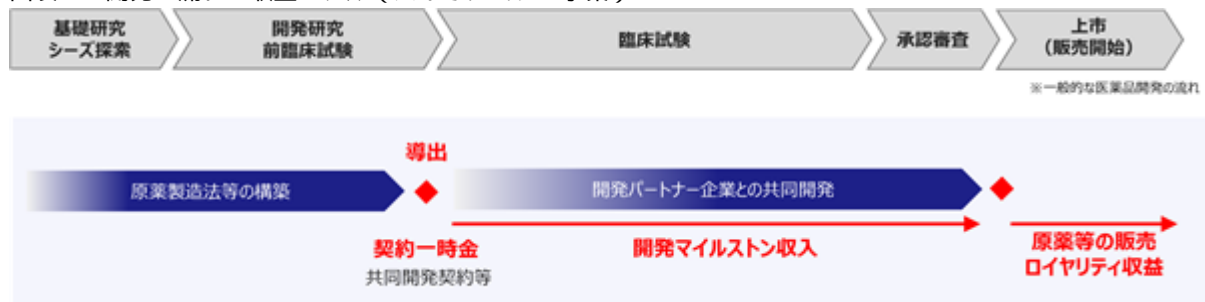 基礎研究
シーズ探索
開発研究
前臨床試験
臨床試験
承認審査
上市
(販売開始)
※一般的な医薬品開発の流れ
導出
原薬製造法等の構築
開発パートナー企業との共同開発
契約一時金
共同開発契約等
開発マイルストン収入
原薬等の販売
ロイヤリティ収益